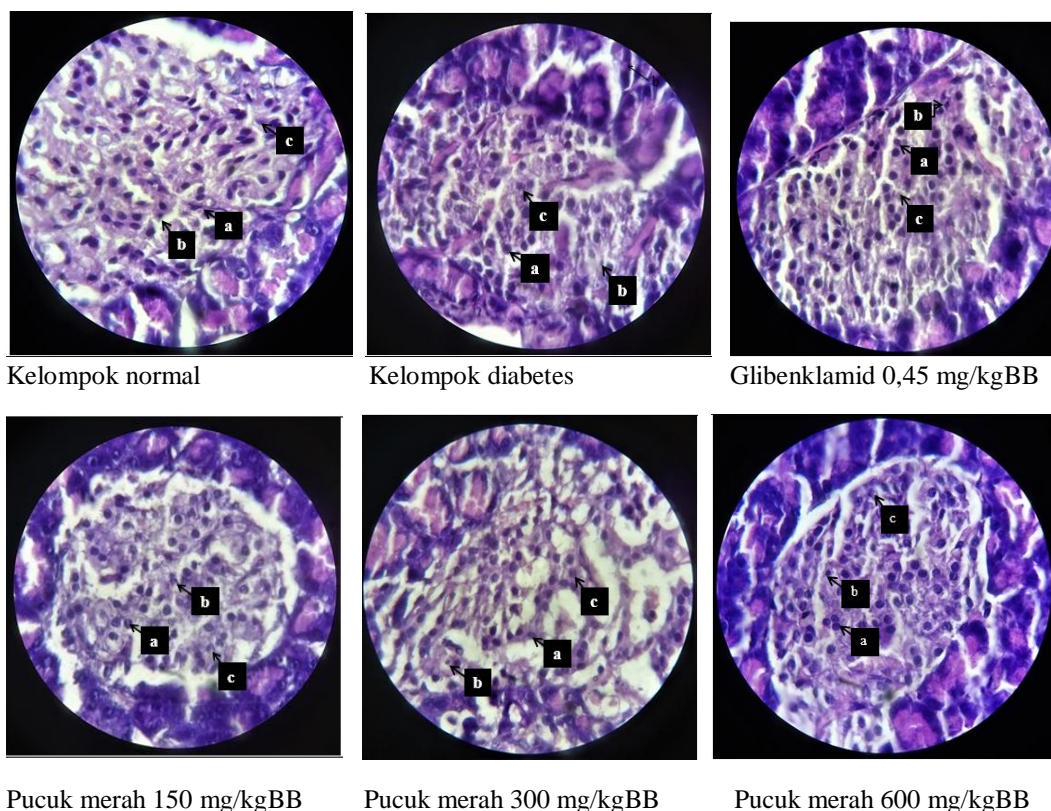 c
a
b
c
a
b
b
a
c
Kelompok normal Kelompok diabetes Glibenklamid 0,45 mg/kgBB
b
a
c
c
a
b
c
b
a
Pucuk merah 150 mg/kgBB Pucuk merah 300 mg/kgBB Pucuk merah 600 mg/kgBB